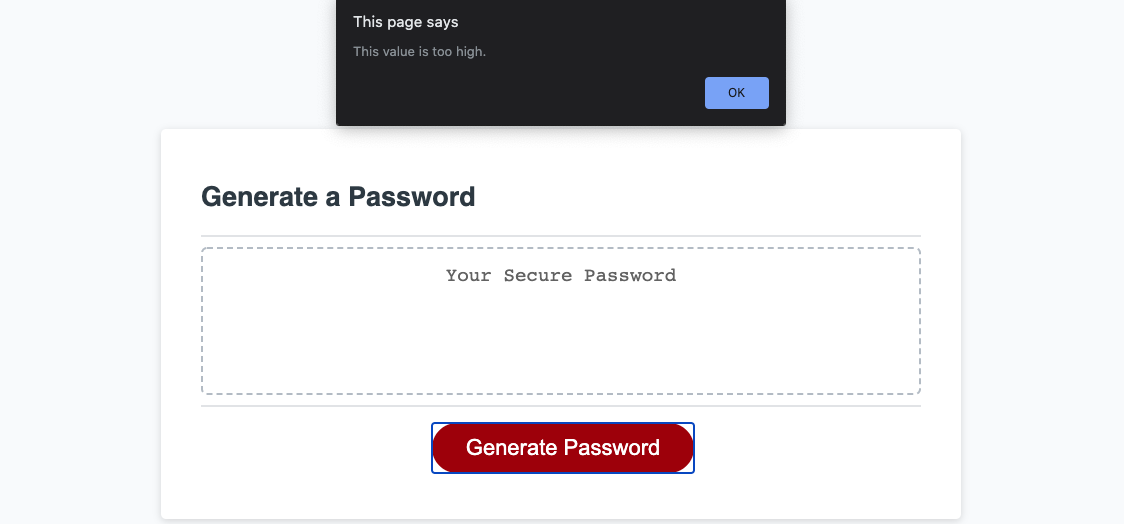 This page says
This value is too high.
OK
Generate a Password
Your Secure Password
Generate Password